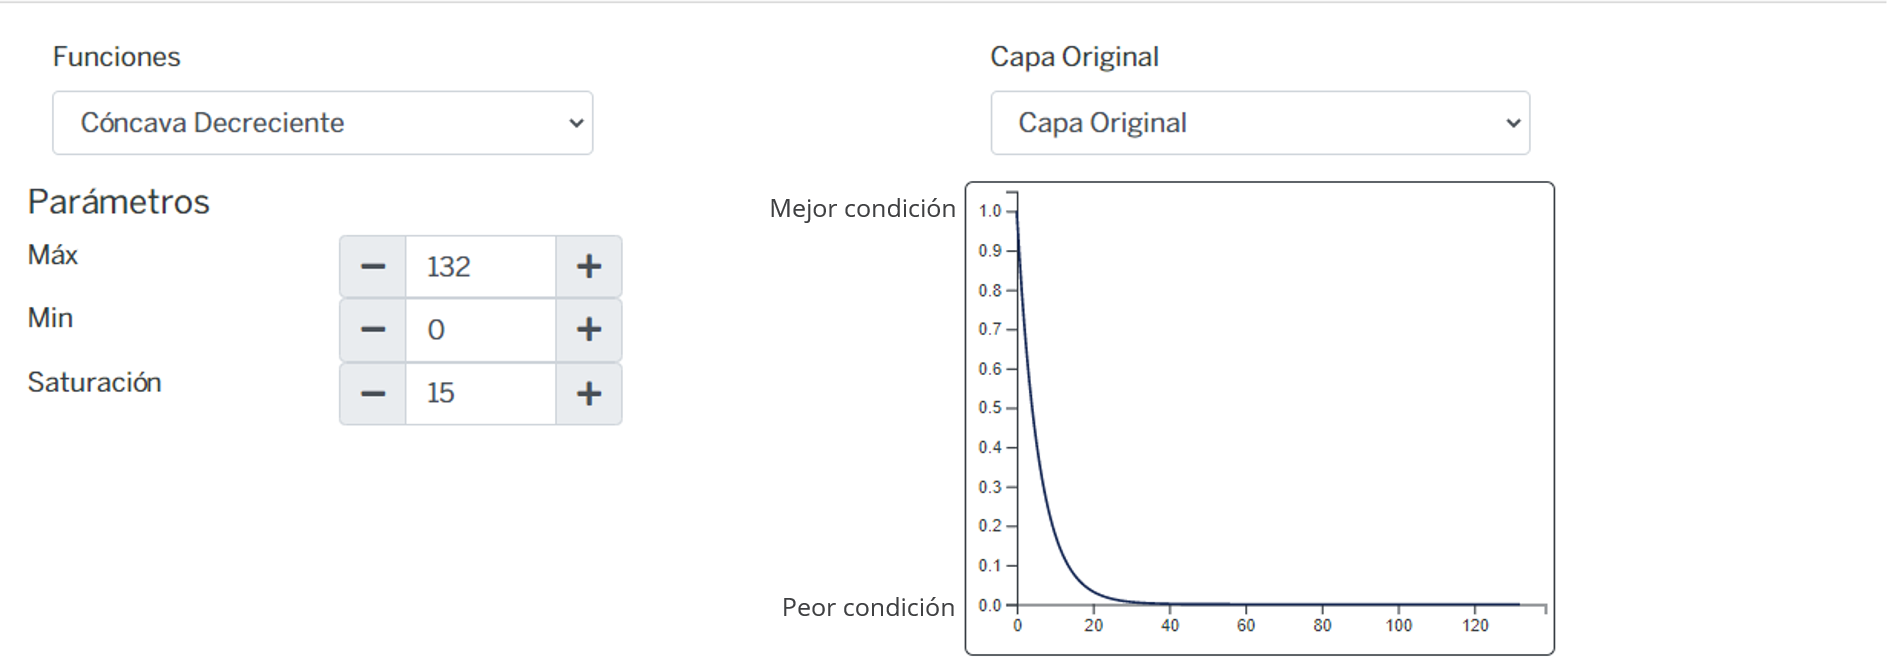 Funciones
Cóncava Decreciente
Parámetros
Máx
132
Min
0
Saturación
15
Capa Original
Capa Original
Mejor condición
Peor condición
1.0
0.9
0.8
0.7
0.6
0.5
0.4
0.3
0.2
0.1
0.0
0 20 40 60 80 100 120